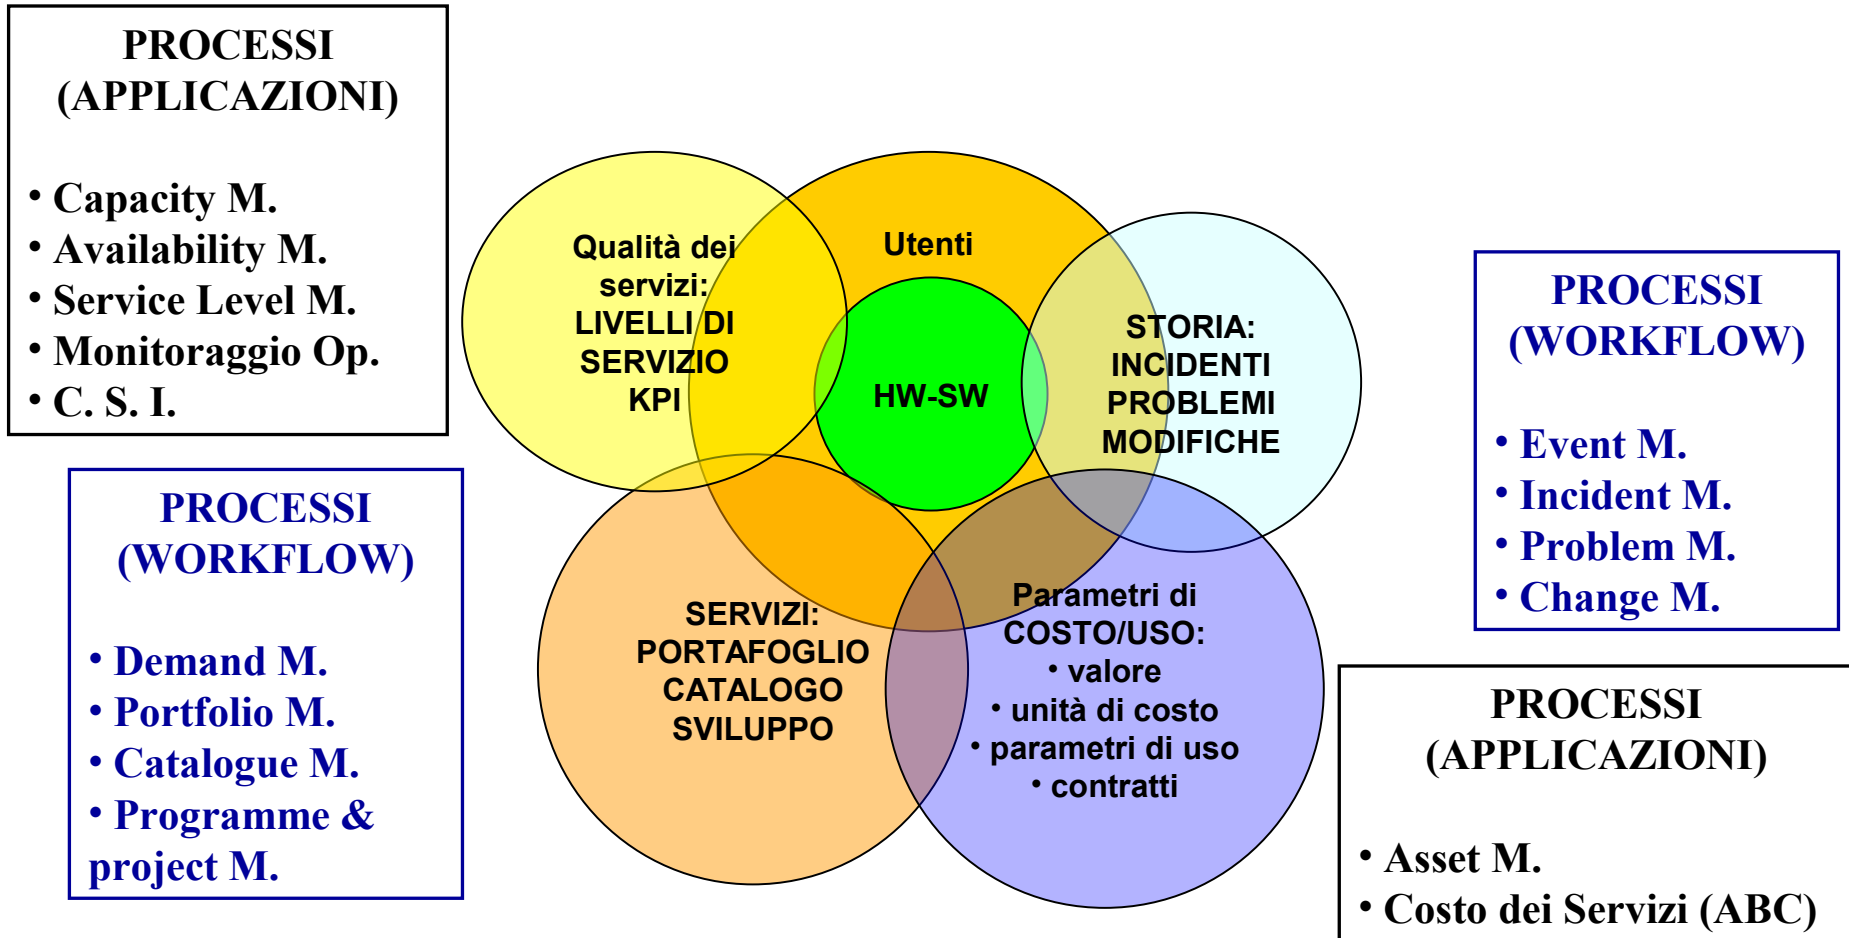 PROCESSI
(APPLICAZIONI)
• Capacity M.
• Availability M.
• Service Level M.
• Monitoraggio Op.
• C. S. I.
PROCESSI
(WORKFLOW)
• Demand M.
• Portfolio M.
• Catalogue M.
• Programme &
project M.
Qualità dei
servizi:
LIVELLI DI
SERVIZIO
KPI
Utenti
HW-SW
STORIA:
INCIDENTI
PROBLEMI
MODIFICHE
SERVIZI:
PORTAFOGLIO
CATALOGO
SVILUPPO
Parametri di
COSTO/USO:
• valore
• unità di costo
• parametri di uso
• contratti
PROCESSI
(WORKFLOW)
• Event M.
• Incident M.
• Problem M.
• Change M.
PROCESSI
(APPLICAZIONI)
• Asset M.
• Costo dei Servizi (ABC)